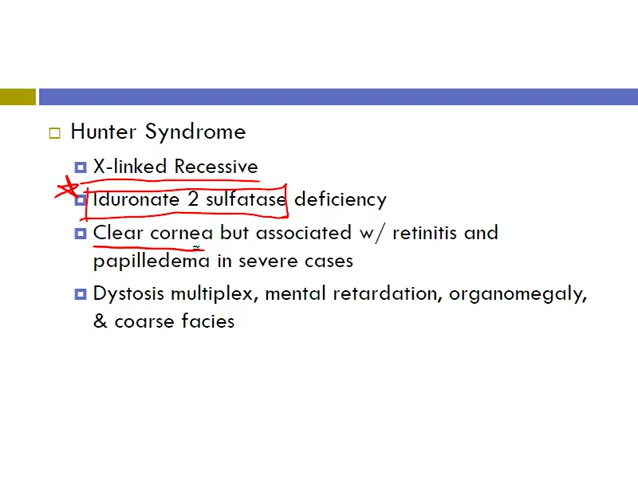 Hunter Syndrome
X-linked Recessive
Iduronate 2 sulfatase deficiency
Clear cornea but associated w/ retinitis and
papilledema in severe cases
Dystosis multiplex, mental retardation, organomegaly,
& coarse facies